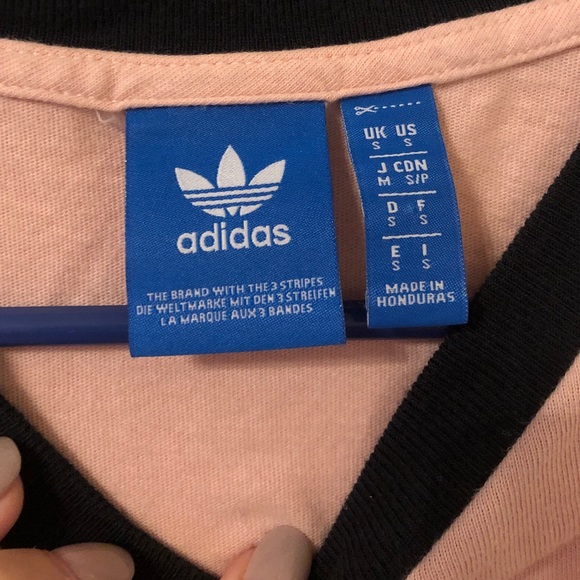 adidas
THE BRAND WITH THE 3 STRIPES
DIE WELTMARKE MIT DEN 3 STREIFEN
LA MARQUE AUX 3 BANDES
UK US
S S
J CDN
M S/P
D F
S S
E I
S S
MADE IN
HONDURAS